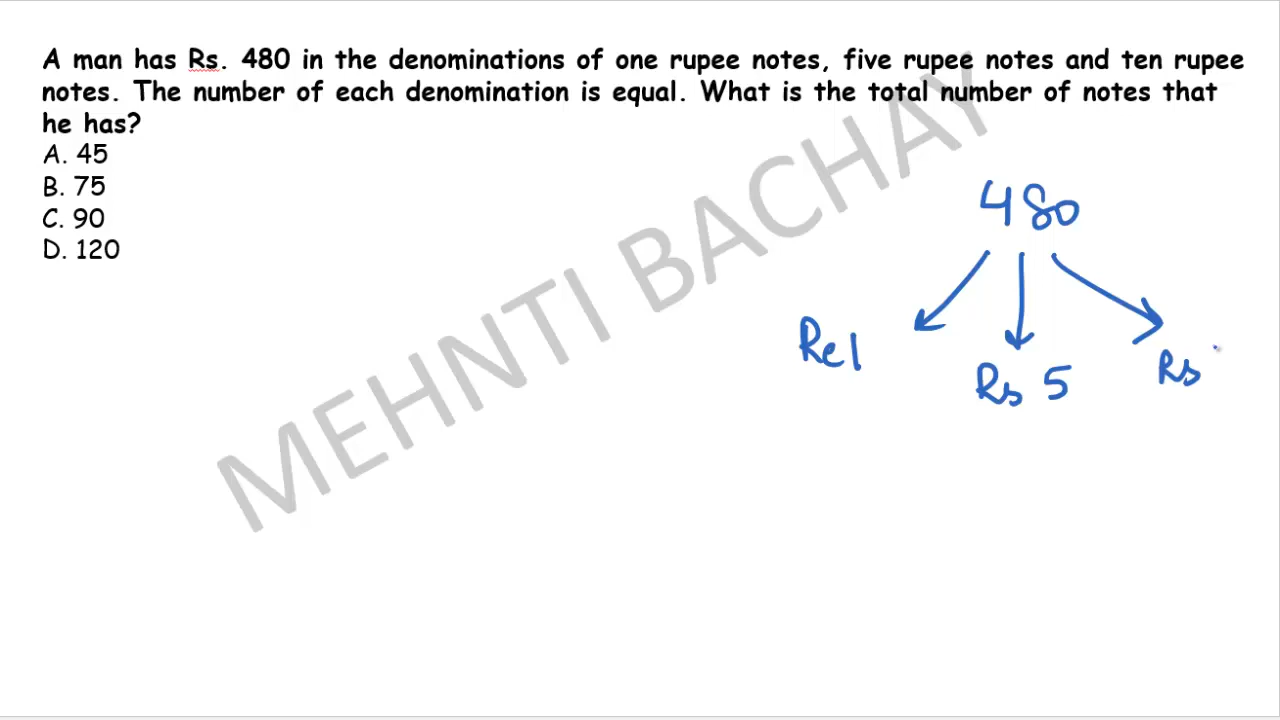 A man has Rs. 480 in the denominations of one rupee notes, five rupee notes and ten rupee
notes. The number of each denomination is equal. What is the total number of notes that
he has?
A. 45
B. 75
C. 90
D. 120
480
Re1
Rs 5
Rs
MEHNTI BACHAY